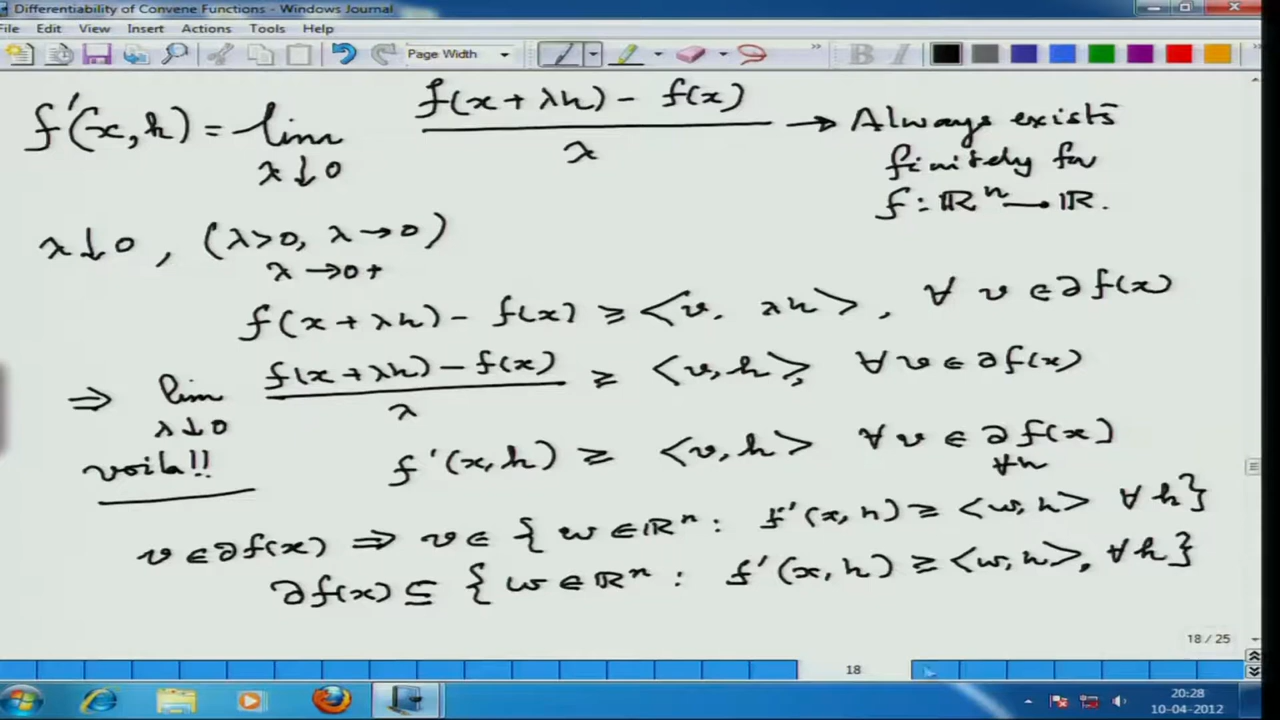 Differentiability of Convene Functions - Windows Journal
File Edit View Insert Actions Tools Help
Page Width
f'(x,h) = lim λ↓0 (f(x+λh) - f(x)) / λ → Always exists
finitely for
f : ℝⁿ → ℝ.
λ↓0, (λ>0, λ→0)
λ → 0+
f(x+λh) - f(x) ≥ <v, λh>, ∀ v ∈ ∂f(x)
⇒ lim λ↓0 (f(x+λh) - f(x)) / λ ≥ <v,h>, ∀ v ∈ ∂f(x)
voila!! f'(x,h) ≥ <v,h> ∀ v ∈ ∂f(x)
∀h
v ∈ ∂f(x) ⇒ v ∈ { w ∈ ℝⁿ : f'(x,h) ≥ <w,h> ∀ h}
∂f(x) ⊆ { w ∈ ℝⁿ : f'(x,h) ≥ <w,h>, ∀h}
18 / 25
18
20:28
10-04-2012